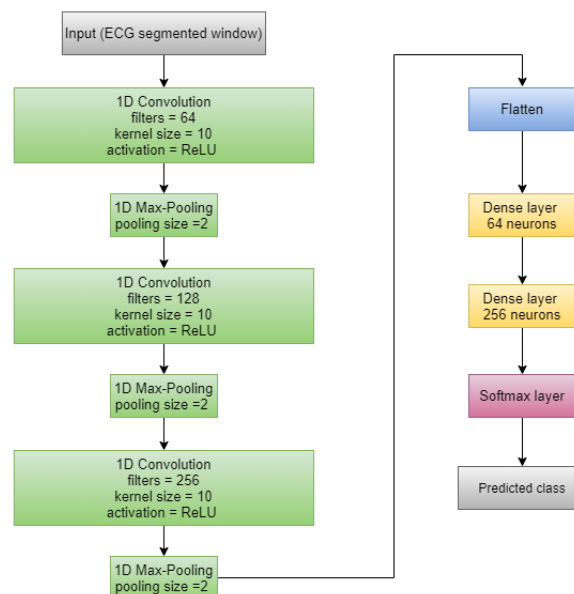 Input (ECG segmented window)
1D Convolution
filters = 64
kernel size = 10
activation = ReLU
1D Max-Pooling
pooling size =2
1D Convolution
filters = 128
kernel size = 10
activation = ReLU
1D Max-Pooling
pooling size =2
1D Convolution
filters = 256
kernel size = 10
activation = ReLU
1D Max-Pooling
pooling size =2
Flatten
Dense layer
64 neurons
Dense layer
256 neurons
Softmax layer
Predicted class